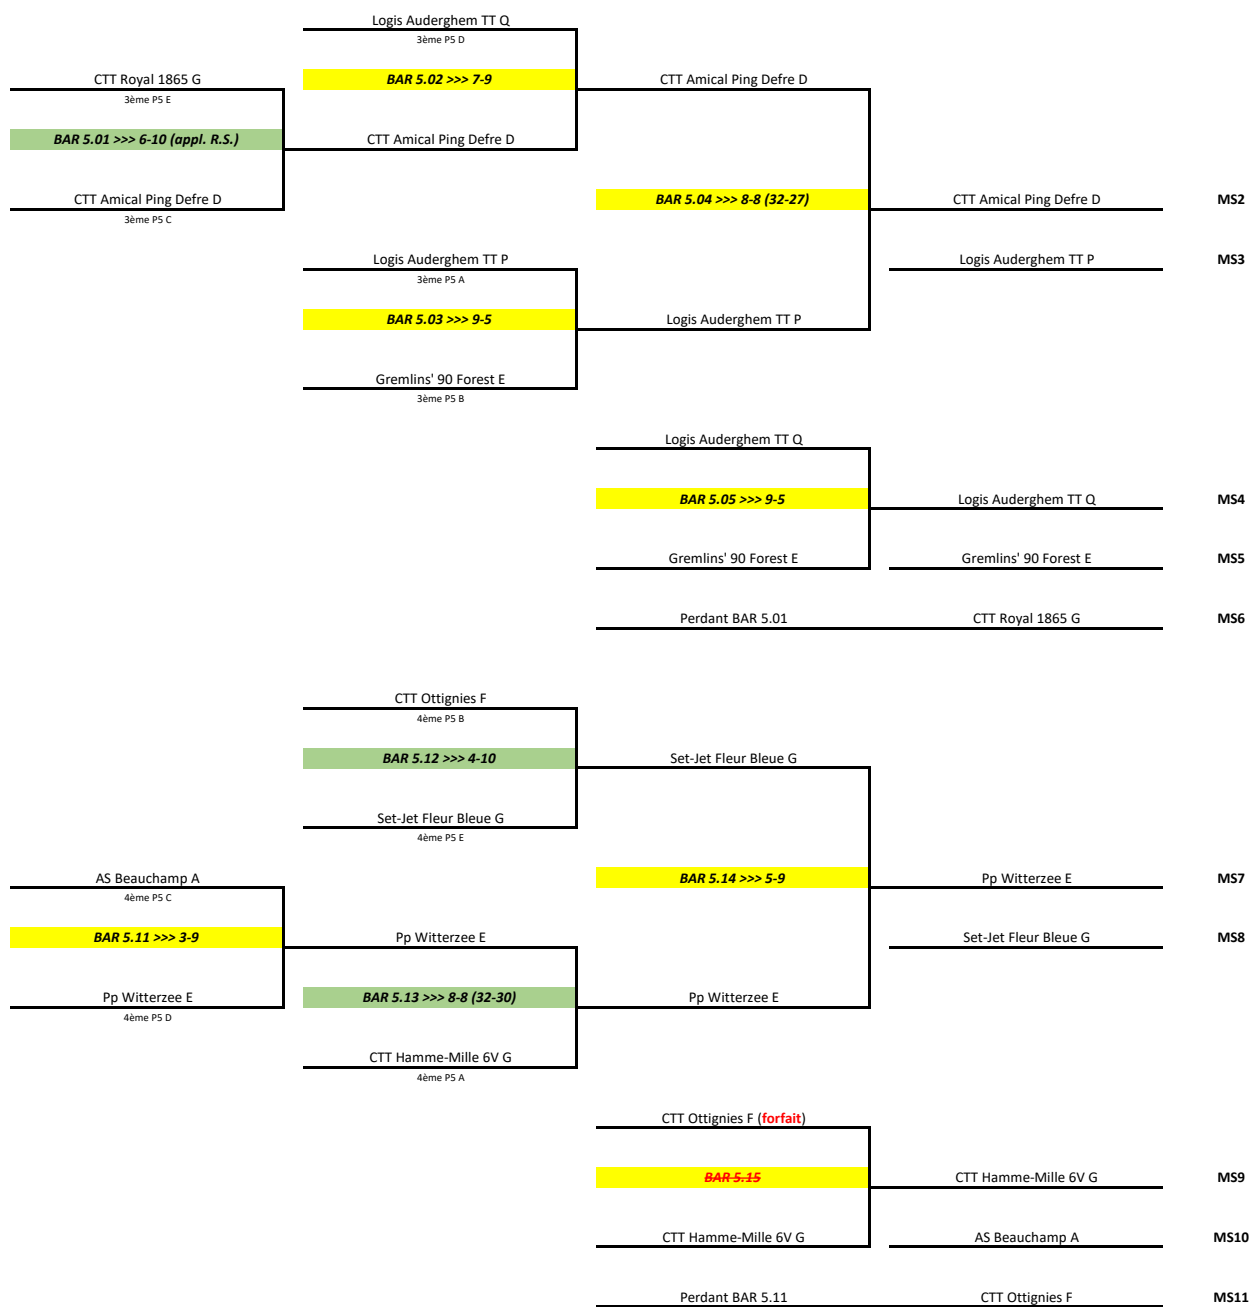 Logis Auderghem TT Q
3ème P5 D
CTT Royal 1865 G
BAR 5.02 >>> 7-9
CTT Amical Ping Defre D
3ème P5 E
BAR 5.01 >>> 6-10 (appl. R.S.)
CTT Amical Ping Defre D
CTT Amical Ping Defre D
BAR 5.04 >>> 8-8 (32-27)
CTT Amical Ping Defre D
MS2
3ème P5 C
Logis Auderghem TT P
Logis Auderghem TT P
MS3
3ème P5 A
BAR 5.03 >>> 9-5
Logis Auderghem TT P
Gremlins' 90 Forest E
3ème P5 B
Logis Auderghem TT Q
BAR 5.05 >>> 9-5
Logis Auderghem TT Q
MS4
Gremlins' 90 Forest E
Gremlins' 90 Forest E
MS5
Perdant BAR 5.01
CTT Royal 1865 G
MS6
CTT Ottignies F
4ème P5 B
BAR 5.12 >>> 4-10
Set-Jet Fleur Bleue G
Set-Jet Fleur Bleue G
4ème P5 E
AS Beauchamp A
BAR 5.14 >>> 5-9
Pp Witterzee E
MS7
4ème P5 C
BAR 5.11 >>> 3-9
Pp Witterzee E
Set-Jet Fleur Bleue G
MS8
Pp Witterzee E
BAR 5.13 >>> 8-8 (32-30)
Pp Witterzee E
4ème P5 D
CTT Hamme-Mille 6V G
4ème P5 A
CTT Ottignies F (forfait)
BAR 5.15
CTT Hamme-Mille 6V G
MS9
CTT Hamme-Mille 6V G
AS Beauchamp A
MS10
Perdant BAR 5.11
CTT Ottignies F
MS11